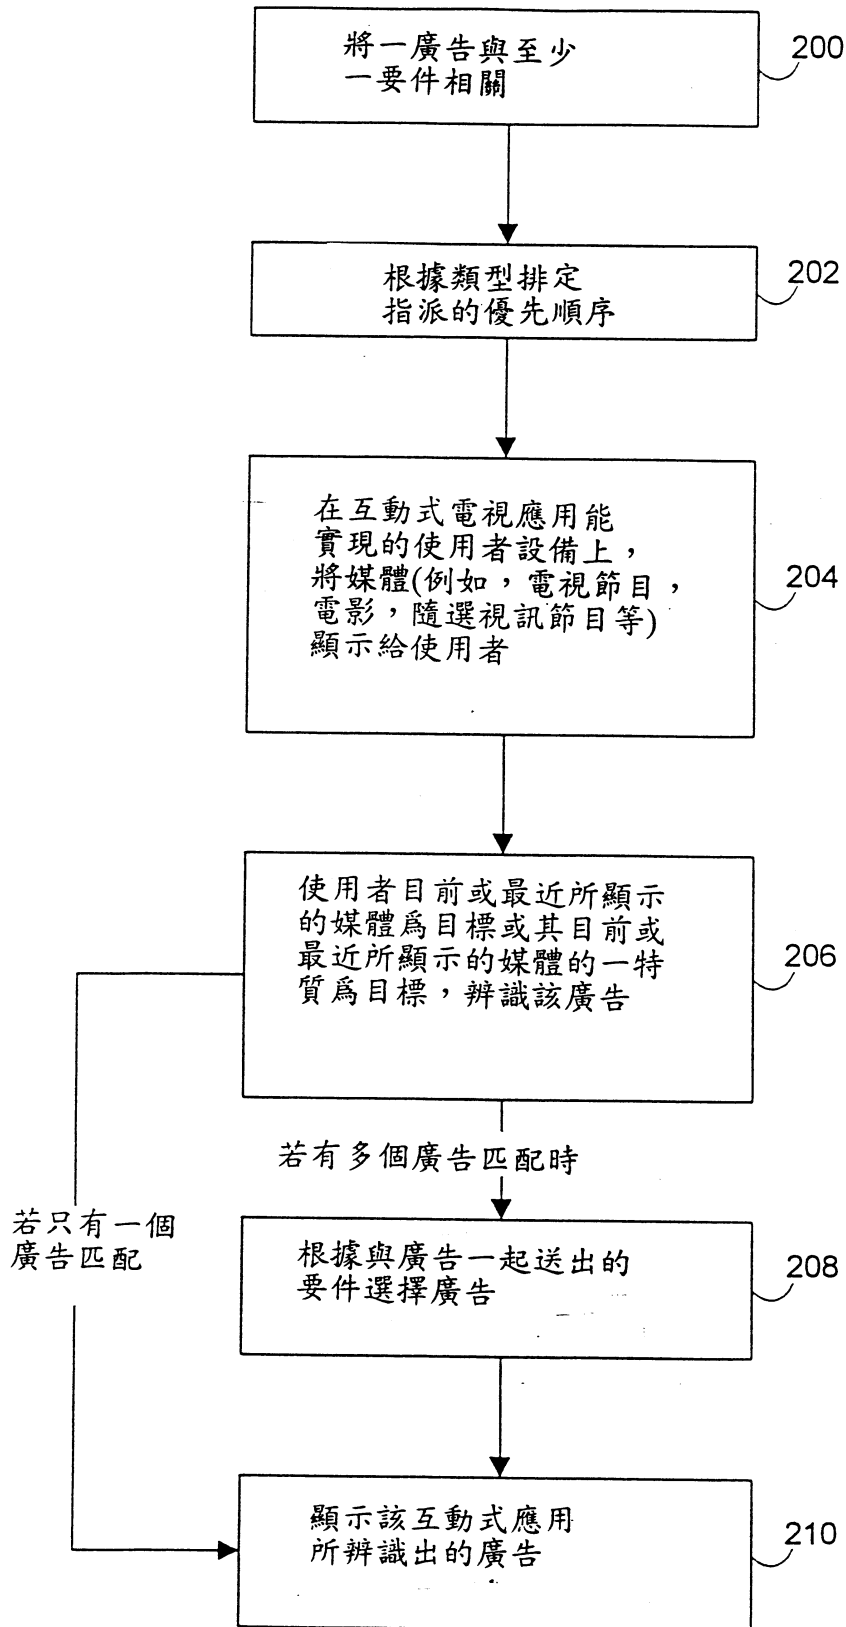 將一廣告與至少
一要件相關
200
根據類型排定
指派的優先順序
202
在互動式電視應用能
實現的使用者設備上，
將媒體(例如，電視節目，
電影，隨選視訊節目等)
顯示給使用者
204
使用者目前或最近所顯示
的媒體爲目標或其目前或
最近所顯示的媒體的一特
質爲目標，辨識該廣告
206
若有多個廣告匹配時
若只有一個
廣告匹配
根據與廣告一起送出的
要件選擇廣告
208
顯示該互動式應用
所辨識出的廣告
210